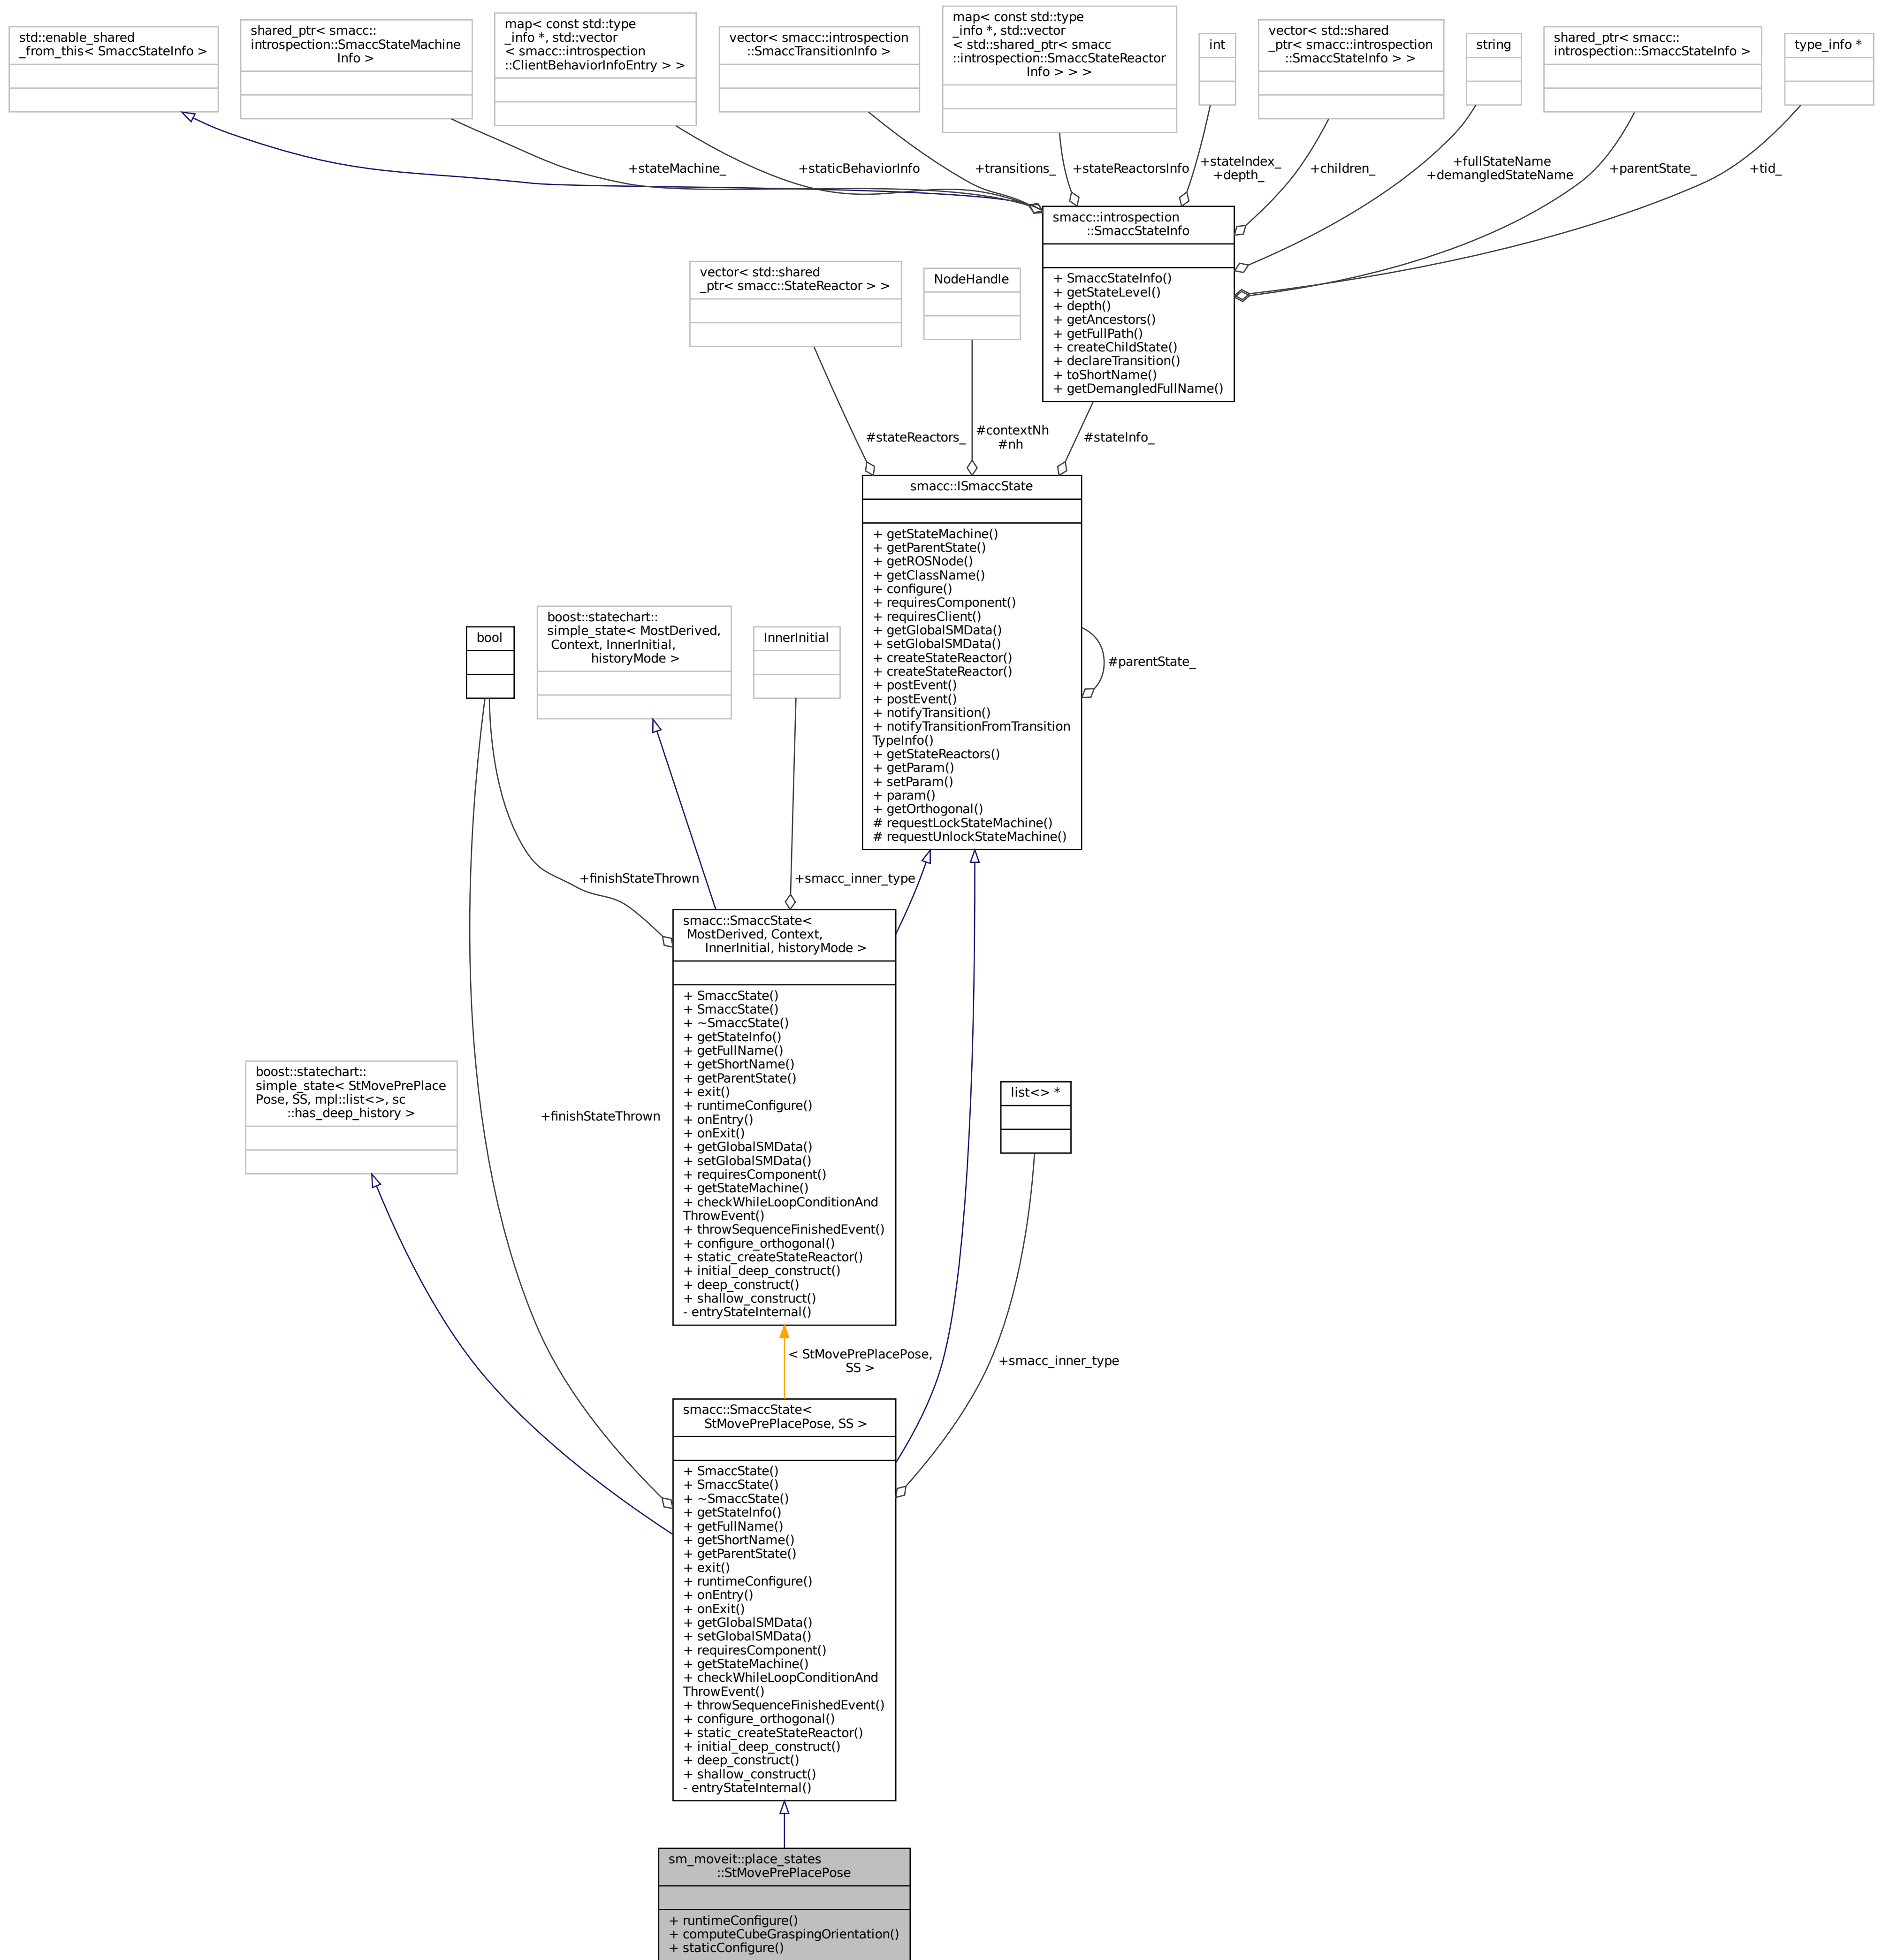 std::enable_shared
_from_this< SmaccStateInfo >
shared_ptr< smacc::
introspection::SmaccStateMachine
Info >
map< const std::type
_info *, std::vector
< smacc::introspection
::ClientBehaviorInfoEntry > >
vector< smacc::introspection
::SmaccTransitionInfo >
map< const std::type
_info *, std::vector
< std::shared_ptr< smacc
::introspection::SmaccStateReactor
Info > > >
int
vector< std::shared
_ptr< smacc::introspection
::SmaccStateInfo > >
string
shared_ptr< smacc::
introspection::SmaccStateInfo >
type_info *
+stateMachine_
+staticBehaviorInfo
+transitions_
+stateReactorsInfo
+stateIndex_
+depth_
+children_
+fullStateName
+demangledStateName
+parentState_
+tid_
smacc::introspection
::SmaccStateInfo
+ SmaccStateInfo()
+ getStateLevel()
+ depth()
+ getAncestors()
+ getFullPath()
+ createChildState()
+ declareTransition()
+ toShortName()
+ getDemangledFullName()
vector< std::shared
_ptr< smacc::StateReactor > >
NodeHandle
#stateReactors_
#contextNh
#nh
#stateInfo_
smacc::ISmaccState
+ getStateMachine()
+ getParentState()
+ getROSNode()
+ getClassName()
+ configure()
+ requiresComponent()
+ requiresClient()
+ getGlobalSMData()
+ setGlobalSMData()
+ createStateReactor()
+ createStateReactor()
+ postEvent()
+ postEvent()
+ notifyTransition()
+ notifyTransitionFromTransition
TypeInfo()
+ getStateReactors()
+ getParam()
+ setParam()
+ param()
+ getOrthogonal()
# requestLockStateMachine()
# requestUnlockStateMachine()
#parentState_
bool
boost::statechart::
simple_state< MostDerived,
Context, InnerInitial,
historyMode >
InnerInitial
+finishStateThrown
+smacc_inner_type
smacc::SmaccState<
MostDerived, Context,
InnerInitial, historyMode >
+ SmaccState()
+ SmaccState()
+ ~SmaccState()
+ getStateInfo()
+ getFullName()
+ getShortName()
+ getParentState()
+ exit()
+ runtimeConfigure()
+ onEntry()
+ onExit()
+ getGlobalSMData()
+ setGlobalSMData()
+ requiresComponent()
+ getStateMachine()
+ checkWhileLoopConditionAnd
ThrowEvent()
+ throwSequenceFinishedEvent()
+ configure_orthogonal()
+ static_createStateReactor()
+ initial_deep_construct()
+ deep_construct()
+ shallow_construct()
- entryStateInternal()
boost::statechart::
simple_state< StMovePrePlace
Pose, SS, mpl::list<>, sc
::has_deep_history >
+finishStateThrown
list<> *
< StMovePrePlacePose,
SS >
+smacc_inner_type
smacc::SmaccState<
StMovePrePlacePose, SS >
+ SmaccState()
+ SmaccState()
+ ~SmaccState()
+ getStateInfo()
+ getFullName()
+ getShortName()
+ getParentState()
+ exit()
+ runtimeConfigure()
+ onEntry()
+ onExit()
+ getGlobalSMData()
+ setGlobalSMData()
+ requiresComponent()
+ getStateMachine()
+ checkWhileLoopConditionAnd
ThrowEvent()
+ throwSequenceFinishedEvent()
+ configure_orthogonal()
+ static_createStateReactor()
+ initial_deep_construct()
+ deep_construct()
+ shallow_construct()
- entryStateInternal()
sm_moveit::place_states
::StMovePrePlacePose
+ runtimeConfigure()
+ computeCubeGraspingOrientation()
+ staticConfigure()